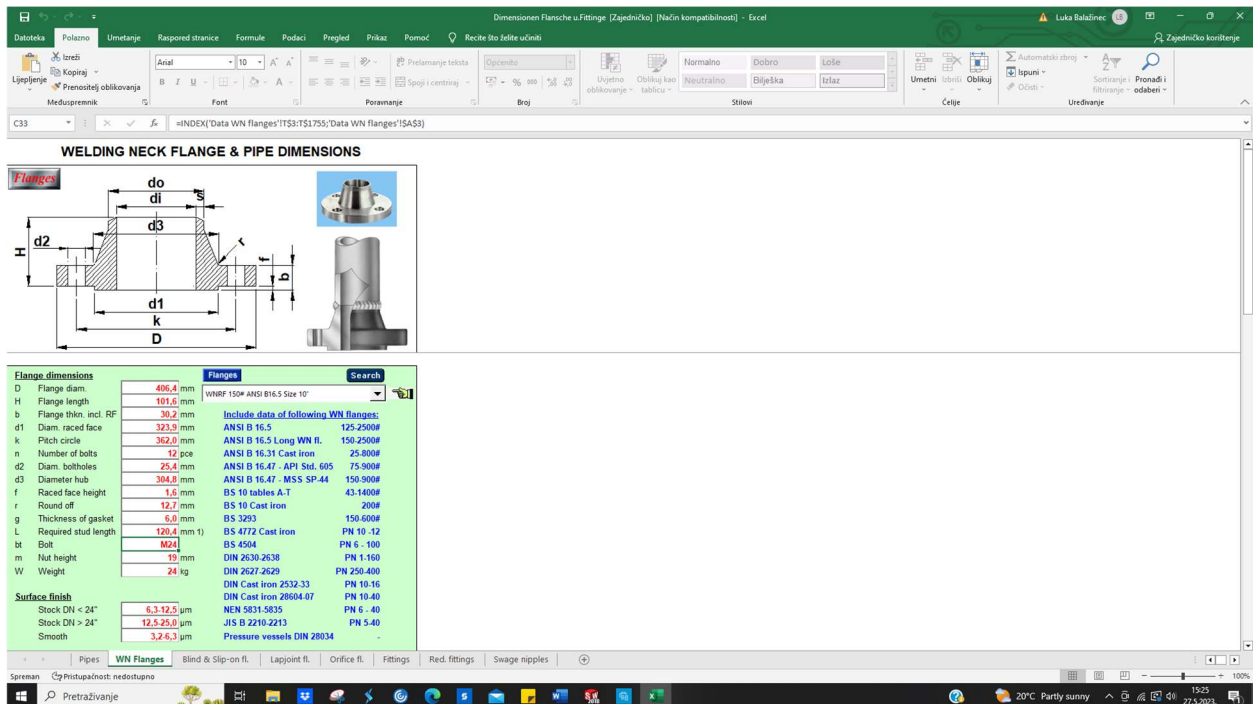 Dimensionen Flansche u.Fittinge [Zajedničko] [Način kompatibilnosti] - Excel
Luka Balažinec LB
Datoteka Polazno Umetanje Raspored stranice Formule Podaci Pregled Prikaz Pomoć Recite što želite učiniti
Zajedničko korištenje
Lijepljenje
Izreži
Kopiraj
Prenositelj oblikovanja
Međuspremnik
Arial 10
B I U
Font
Prelamanje teksta
Spoji i centriraj
Poravnanje
Općenito
% 000
Broj
Uvjetno oblikovanje
Oblikuj kao tablicu
Normalno Dobro Loše
Neutralno Bilješka Izlaz
Stilovi
Umetni Izbriši Oblikuj
Ćelije
Automatski zbroj
Ispuni
Očisti
Sortiranje i filtriranje
Pronađi i odaberi
Uređivanje
C33 fx =INDEX('Data WN flanges'!T$3:T$1755;'Data WN flanges'!$A$3)
WELDING NECK FLANGE & PIPE DIMENSIONS
Flanges
do
di s
d3
d2 r
H f b
d1
k
D
Flange dimensions Flanges Search
D Flange diam. 406,4 mm
WNRF 150# ANSI B16.5 Size 10"
H Flange length 101,6 mm
b Flange thkn. incl. RF 30,2 mm Include data of following WN flanges:
d1 Diam. raced face 323,9 mm ANSI B 16.5 125-2500#
k Pitch circle 362,0 mm ANSI B 16.5 Long WN fl. 150-2500#
n Number of bolts 12 pce ANSI B 16.31 Cast iron 25-800#
d2 Diam. boltholes 25,4 mm ANSI B 16.47 - API Std. 605 75-900#
d3 Diameter hub 304,8 mm ANSI B 16.47 - MSS SP-44 150-900#
f Raced face height 1,6 mm BS 10 tables A-T 43-1400#
r Round off 12,7 mm BS 10 Cast iron 200#
g Thickness of gasket 6,0 mm BS 3293 150-600#
L Required stud length 120,4 mm 1) BS 4772 Cast iron PN 10 -12
bt Bolt M24 BS 4504 PN 6 - 100
m Nut height 19 mm DIN 2630-2638 PN 1-160
W Weight 24 kg DIN 2627-2629 PN 250-400
DIN Cast iron 2532-33 PN 10-16
Surface finish DIN Cast iron 28604-07 PN 10-40
Stock DN < 24" 6,3-12,5 µm NEN 5831-5835 PN 6 - 40
Stock DN > 24" 12,5-25,0 µm JIS B 2210-2213 PN 5-40
Smooth 3,2-6,3 µm Pressure vessels DIN 28034 -
Pipes WN Flanges Blind & Slip-on fl. Lapjoint fl. Orifice fl. Fittings Red. fittings Swage nipples
Spreman Pristupačnost: nedostupno 100%
Pretraživanje
20°C Partly sunny
15:25
27.5.2023.